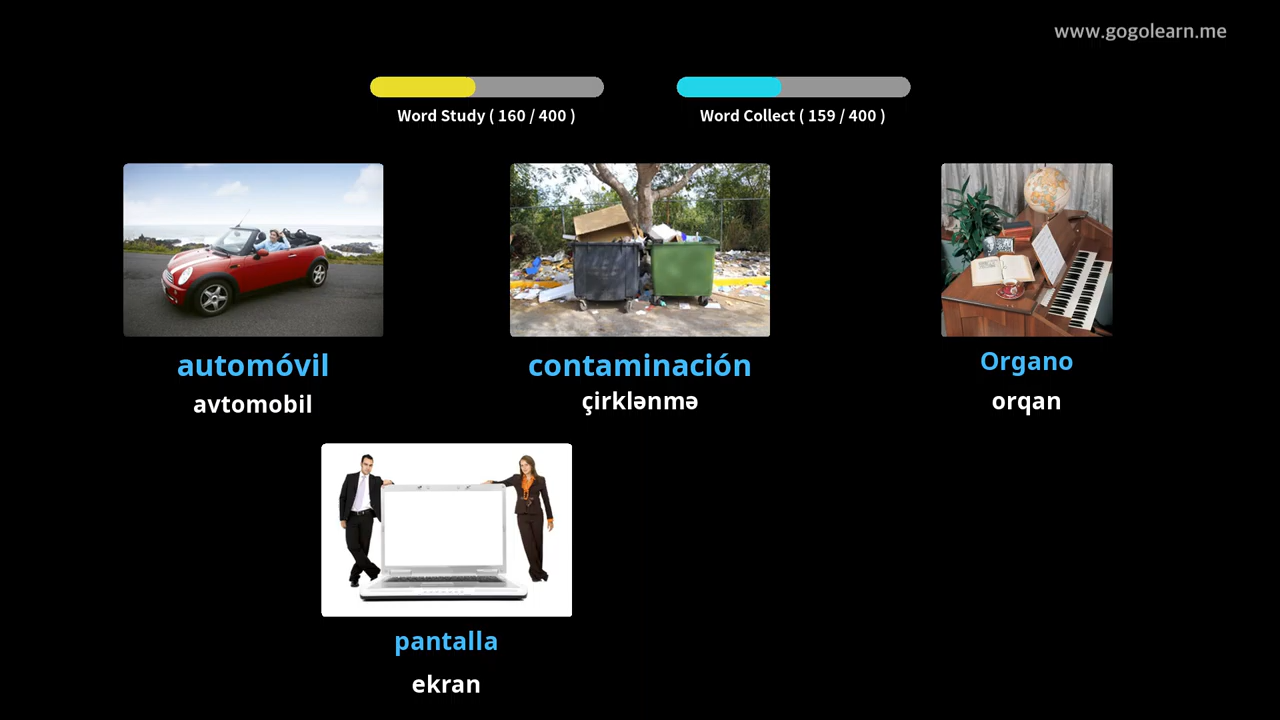 www.gogolearn.me
Word Study ( 160 / 400 )
Word Collect ( 159 / 400 )
automóvil
avtomobil
contaminación
çirklənmə
Organo
orqan
pantalla
ekran